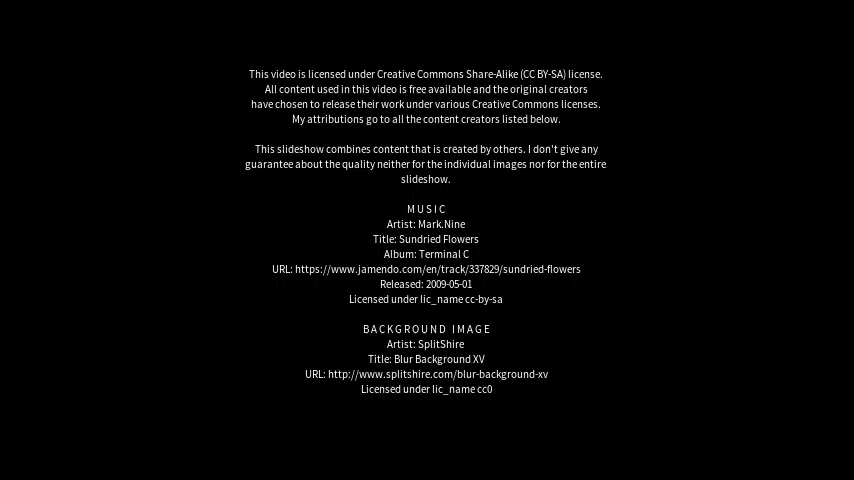 This video is licensed under Creative Commons Share-Alike (CC BY-SA) license.
All content used in this video is free available and the original creators
have chosen to release their work under various Creative Commons licenses.
My attributions go to all the content creators listed below.
This slideshow combines content that is created by others. I don't give any
guarantee about the quality neither for the individual images nor for the entire
slideshow.
MUSIC
Artist: Mark.Nine
Title: Sundried Flowers
Album: Terminal C
URL: https://www.jamendo.com/en/track/337829/sundried-flowers
Released: 2009-05-01
Licensed under lic_name cc-by-sa
BACKGROUND IMAGE
Artist: SplitShire
Title: Blur Background XV
URL: http://www.splitshire.com/blur-background-xv
Licensed under lic_name cc0